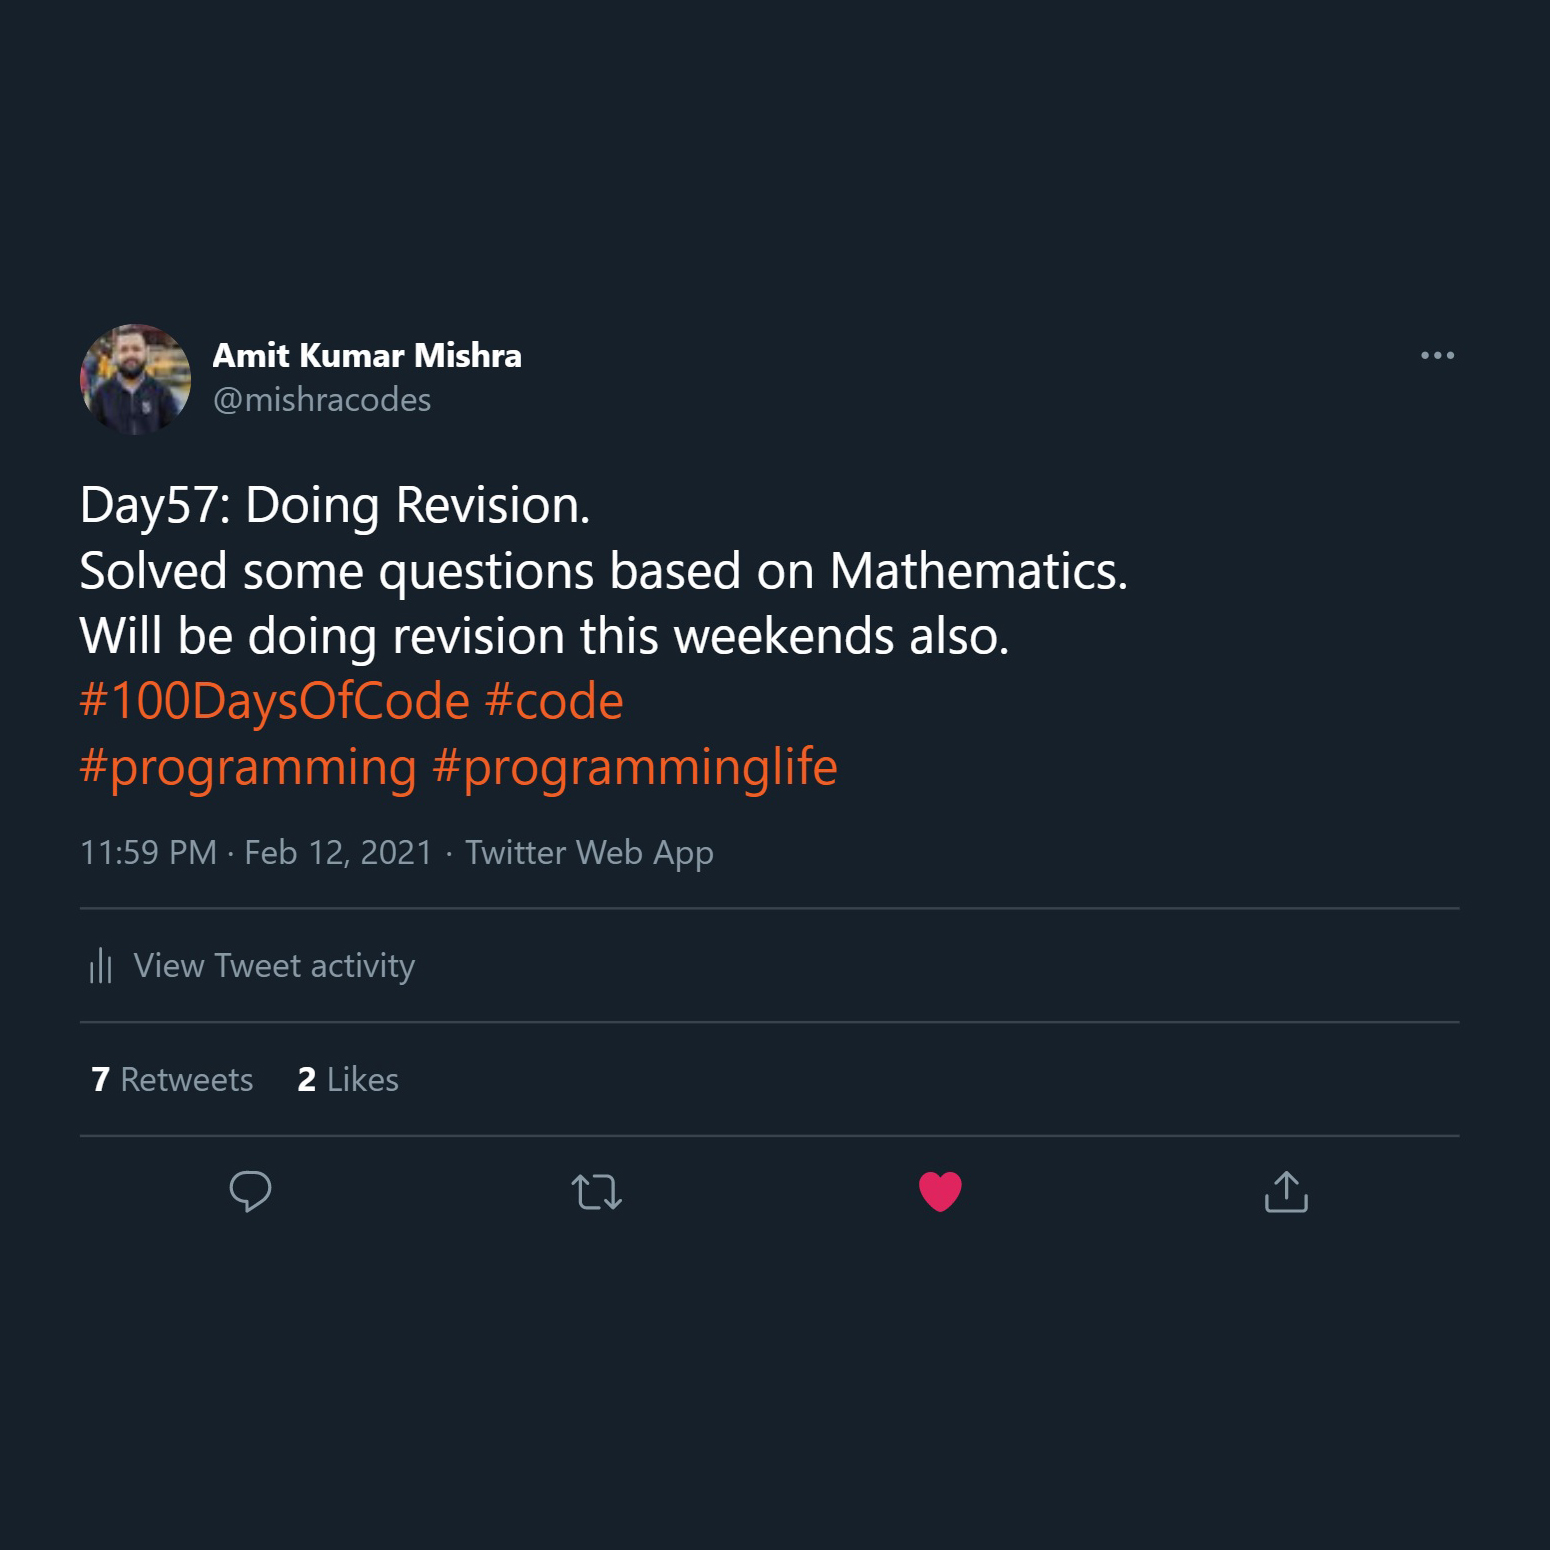 Amit Kumar Mishra
@mishracodes
Day57: Doing Revision.
Solved some questions based on Mathematics.
Will be doing revision this weekends also.
#100DaysOfCode #code
#programming #programminglife
11:59 PM · Feb 12, 2021 · Twitter Web App
View Tweet activity
7 Retweets 2 Likes